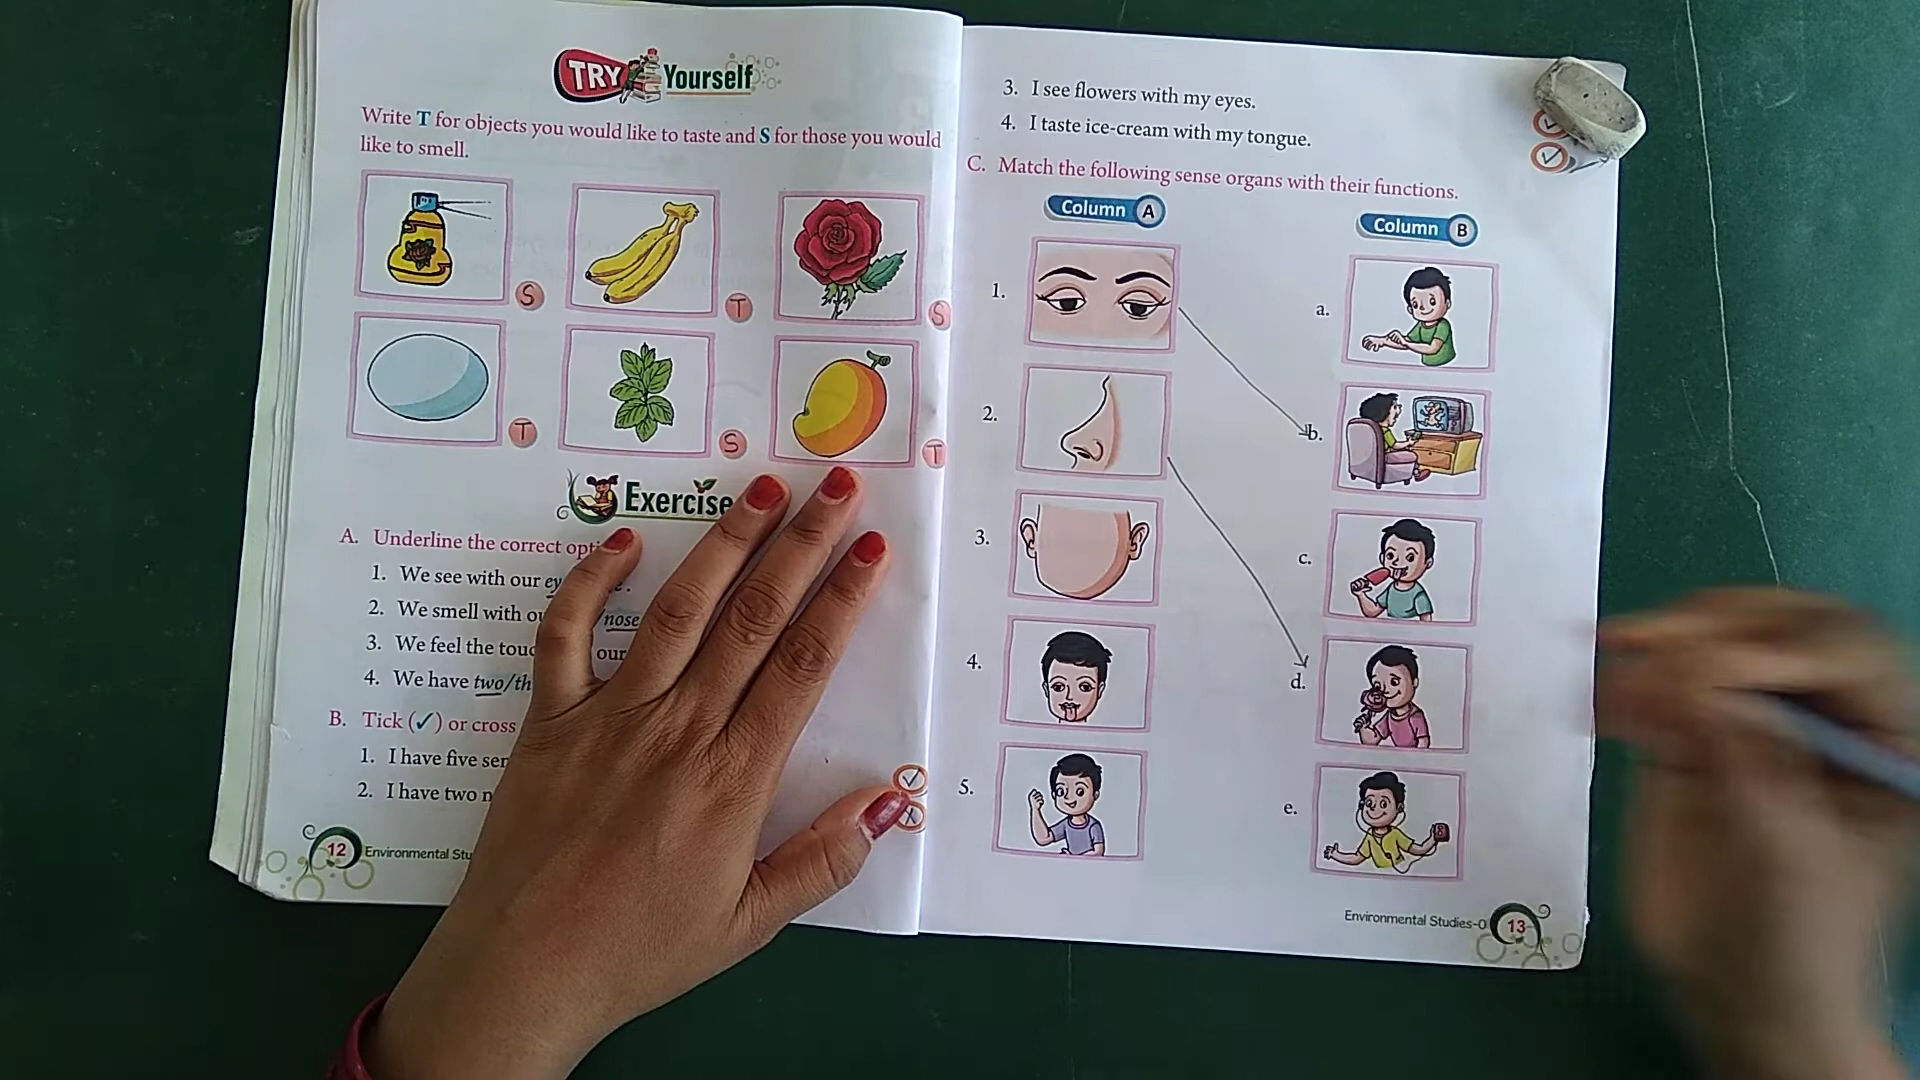 TRY Yourself
Write T for objects you would like to taste and S for those you would
like to smell.
S
T
S
T
S
T
Exercise
A. Underline the correct opti
1. We see with our ey
2. We smell with ou /nose
3. We feel the touc our
4. We have two/th
B. Tick (✓) or cross
1. I have five sen
2. I have two n
12 Environmental Stu
3. I see flowers with my eyes.
4. I taste ice-cream with my tongue.
C. Match the following sense organs with their functions.
Column A
Column B
1.
a.
2.
b.
3.
c.
4.
d.
5.
e.
Environmental Studies-0 13